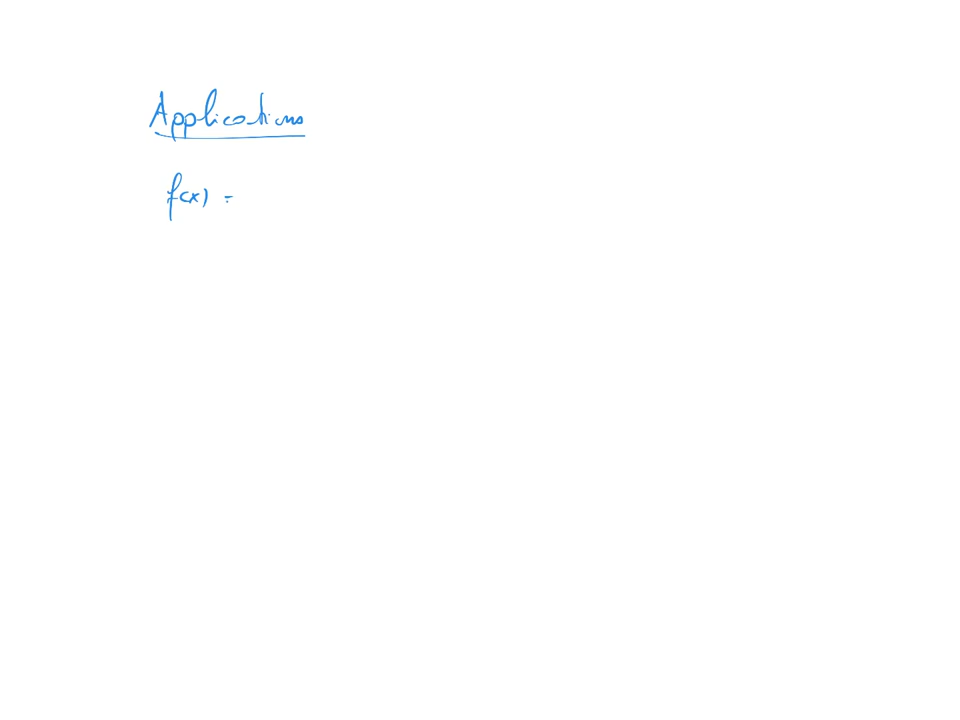 Applications
f(x) =